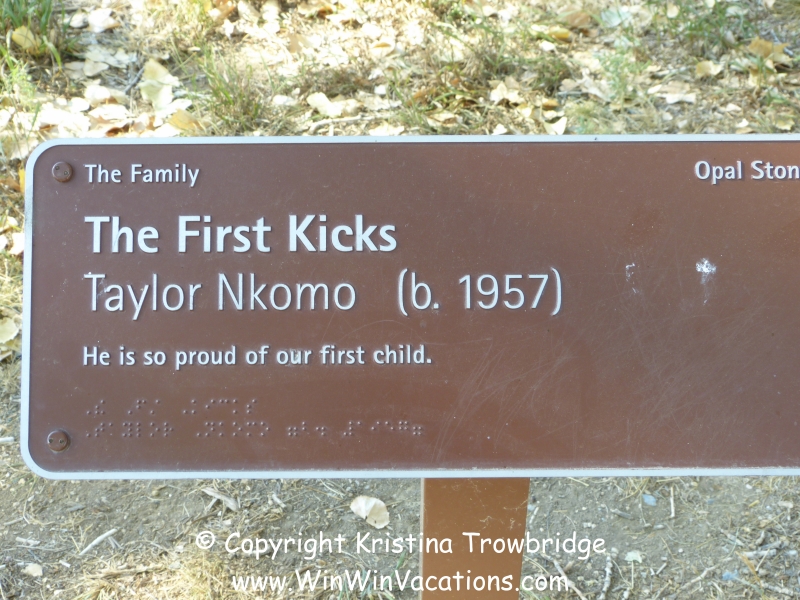 The Family
Opal Ston
The First Kicks
Taylor Nkomo (b. 1957)
He is so proud of our first child.
© Copyright Kristina Trowbridge
www.WinWinVacations.com